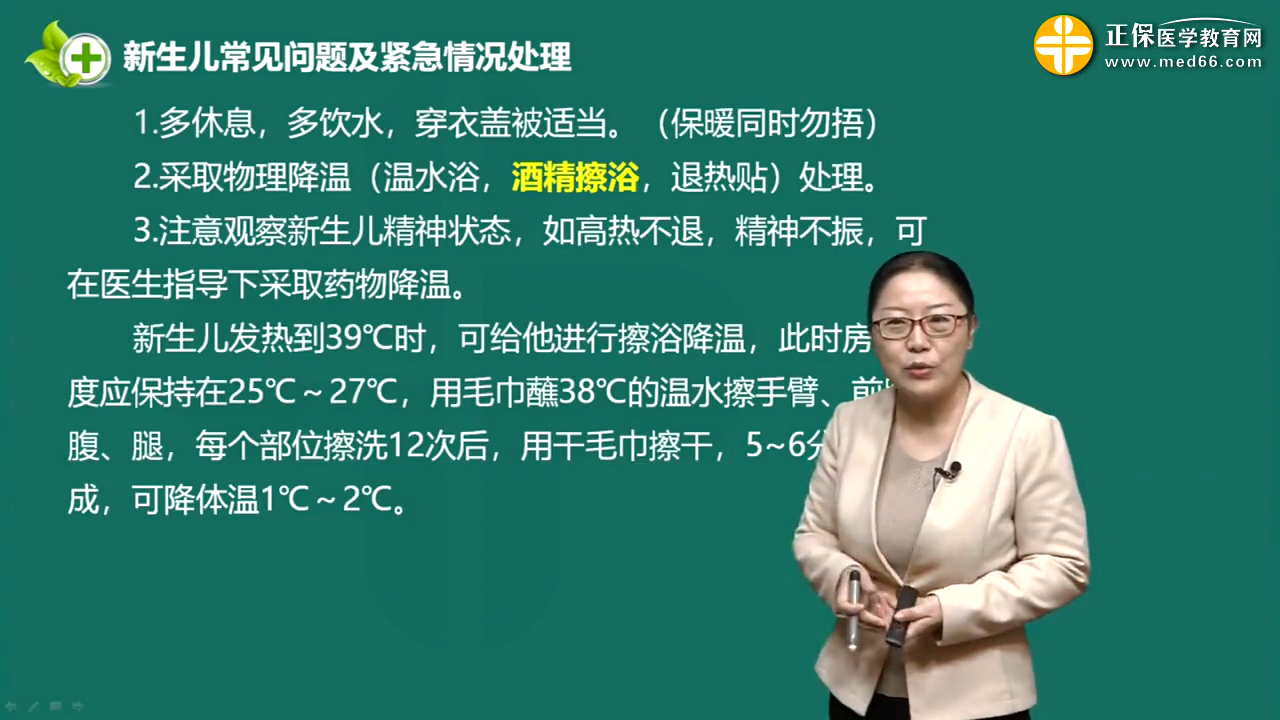 新生儿常见问题及紧急情况处理
正保医学教育网
www.med66.com
1.多休息，多饮水，穿衣盖被适当。（保暖同时勿捂）
2.采取物理降温（温水浴，酒精擦浴，退热贴）处理。
3.注意观察新生儿精神状态，如高热不退，精神不振，可
在医生指导下采取药物降温。
新生儿发热到39℃时，可给他进行擦浴降温，此时房
度应保持在25℃～27℃，用毛巾蘸38℃的温水擦手臂、前
腹、腿，每个部位擦洗12次后，用干毛巾擦干，5~6分
成，可降体温1℃～2℃。